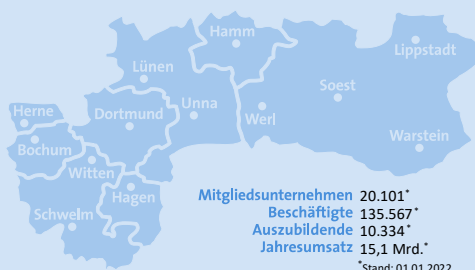 Hamm
Lippstadt
Lünen
Soest
Unna
Herne
Dortmund
Werl
Warstein
Bochum
Witten
Hagen
Schwelm
Mitgliedsunternehmen 20.101*
Beschäftigte 135.567*
Auszubildende 10.334*
Jahresumsatz 15,1 Mrd.*
*Stand: 01.01.2022